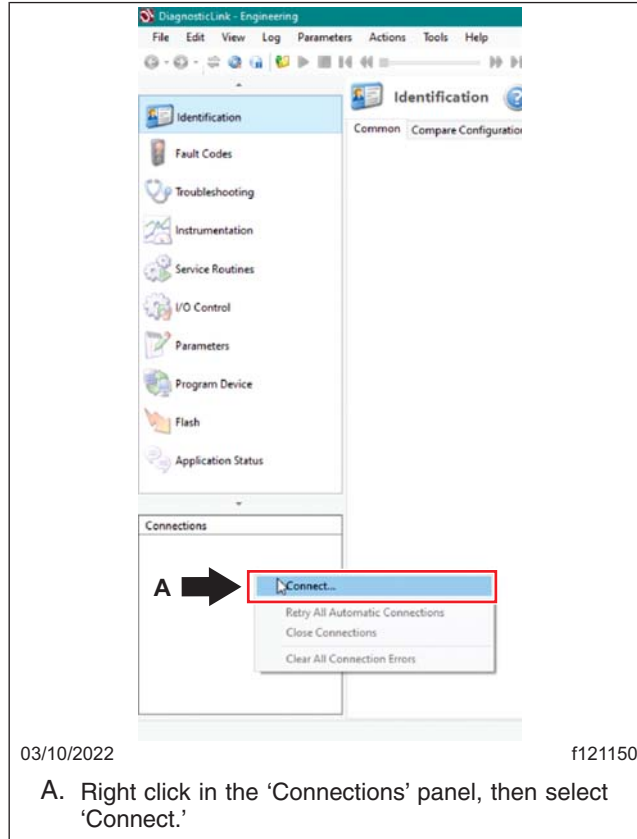 DiagnosticLink - Engineering
File Edit View Log Parameters Actions Tools Help
Identification
Identification
Common Compare Configuration
Fault Codes
Troubleshooting
Instrumentation
Service Routines
I/O Control
Parameters
Program Device
Flash
Application Status
Connections
A
Connect...
Retry All Automatic Connections
Close Connections
Clear All Connection Errors
03/10/2022 f121150
A. Right click in the ‘Connections’ panel, then select
‘Connect.’